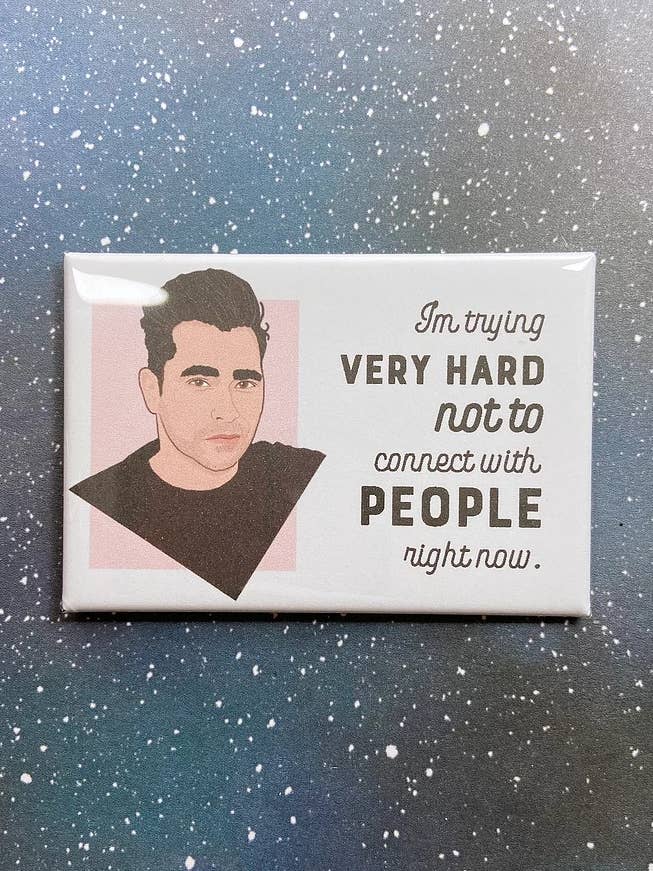 Im trying
VERY HARD
not to
connect with
PEOPLE
right now.